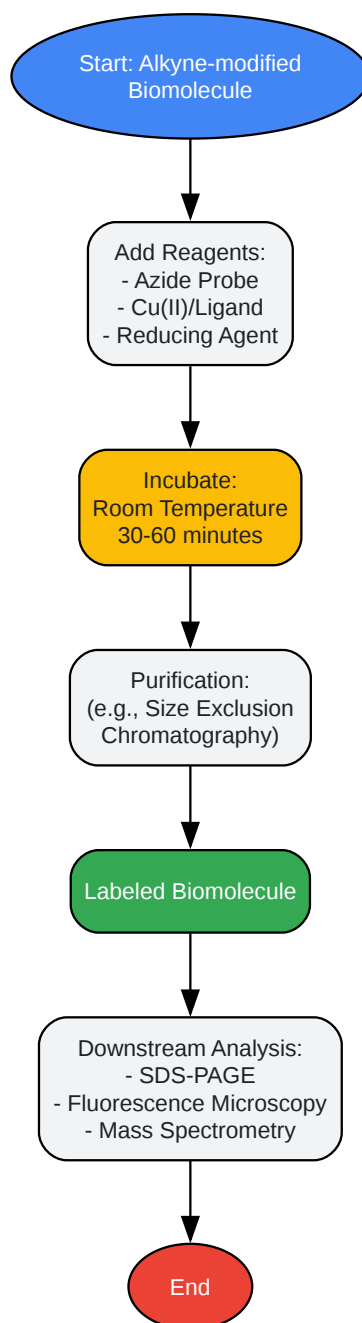 Start: Alkyne-modified
Biomolecule
Add Reagents:
- Azide Probe
- Cu(II)/Ligand
- Reducing Agent
Incubate:
Room Temperature
30-60 minutes
Purification:
(e.g., Size Exclusion
Chromatography)
Labeled Biomolecule
Downstream Analysis:
- SDS-PAGE
- Fluorescence Microscopy
- Mass Spectrometry
End